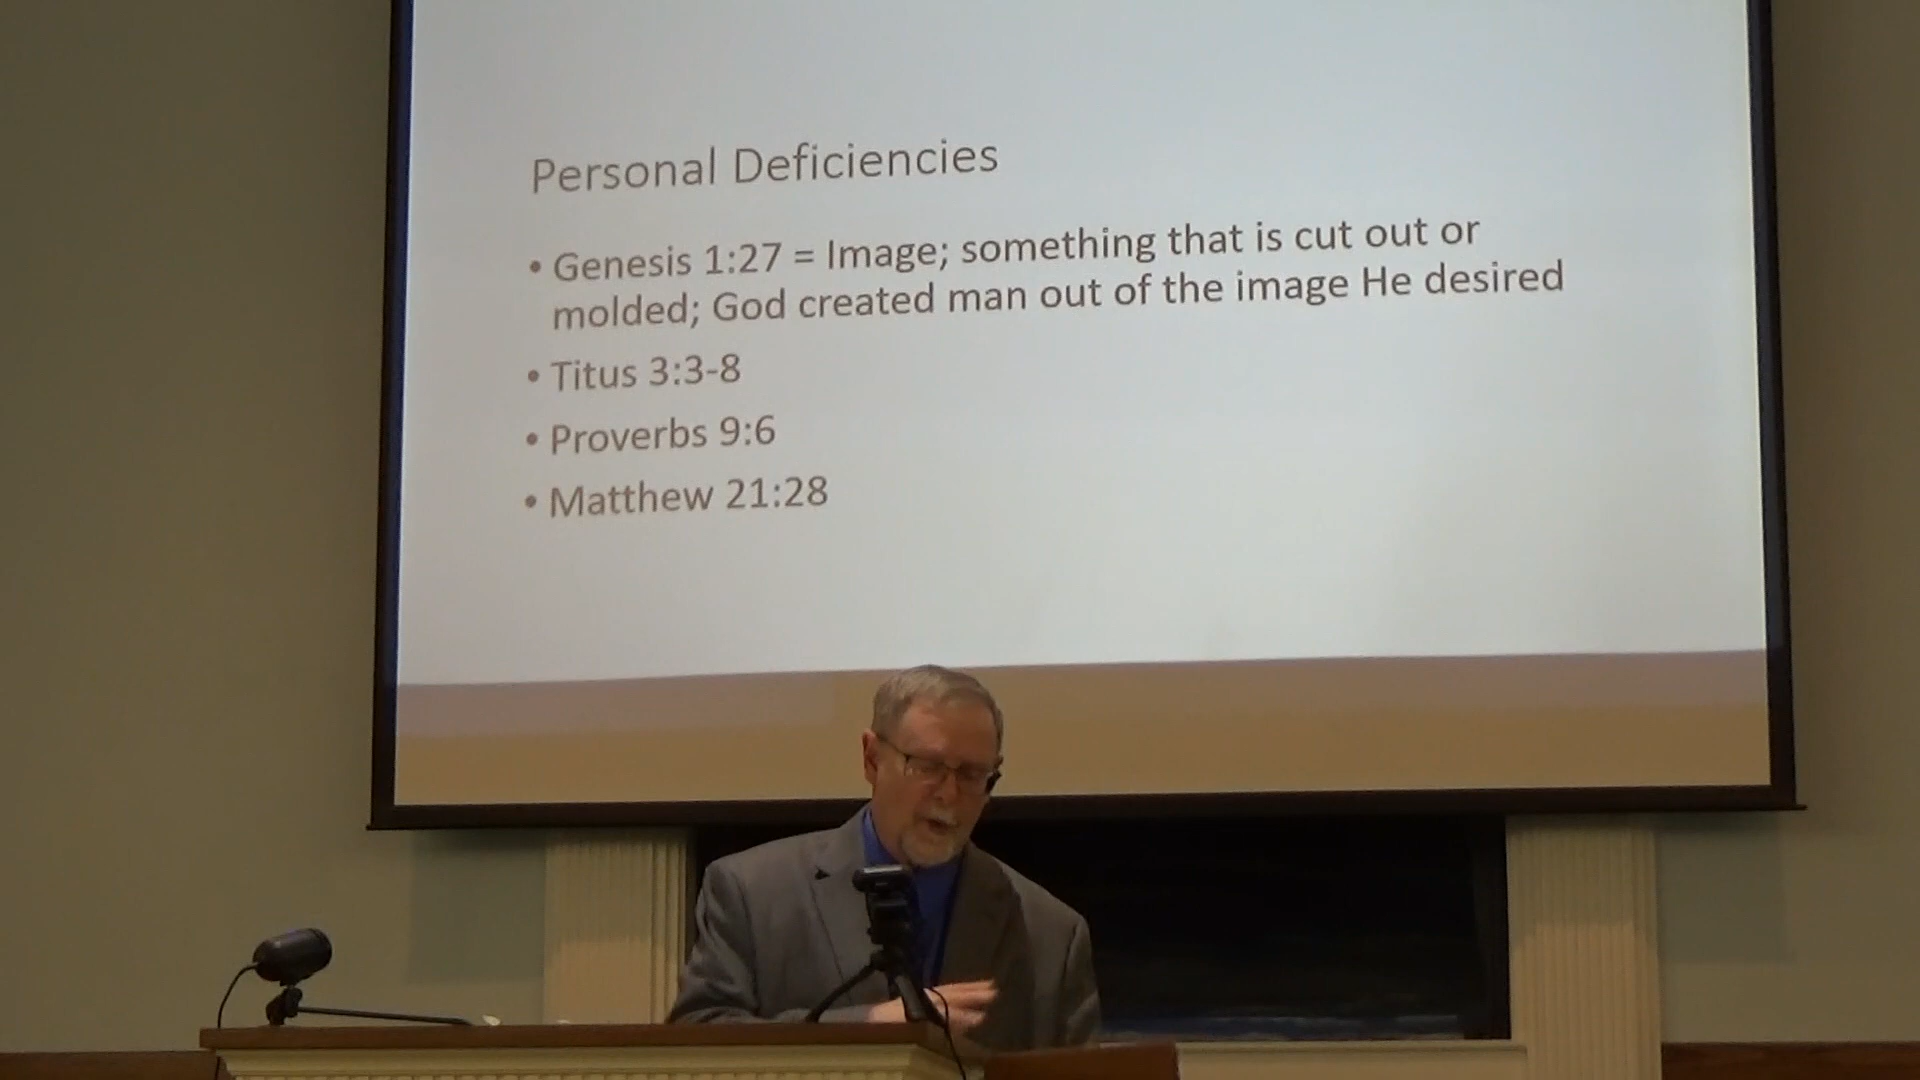 Personal Deficiencies
• Genesis 1:27 = Image; something that is cut out or
molded; God created man out of the image He desired
• Titus 3:3-8
• Proverbs 9:6
• Matthew 21:28